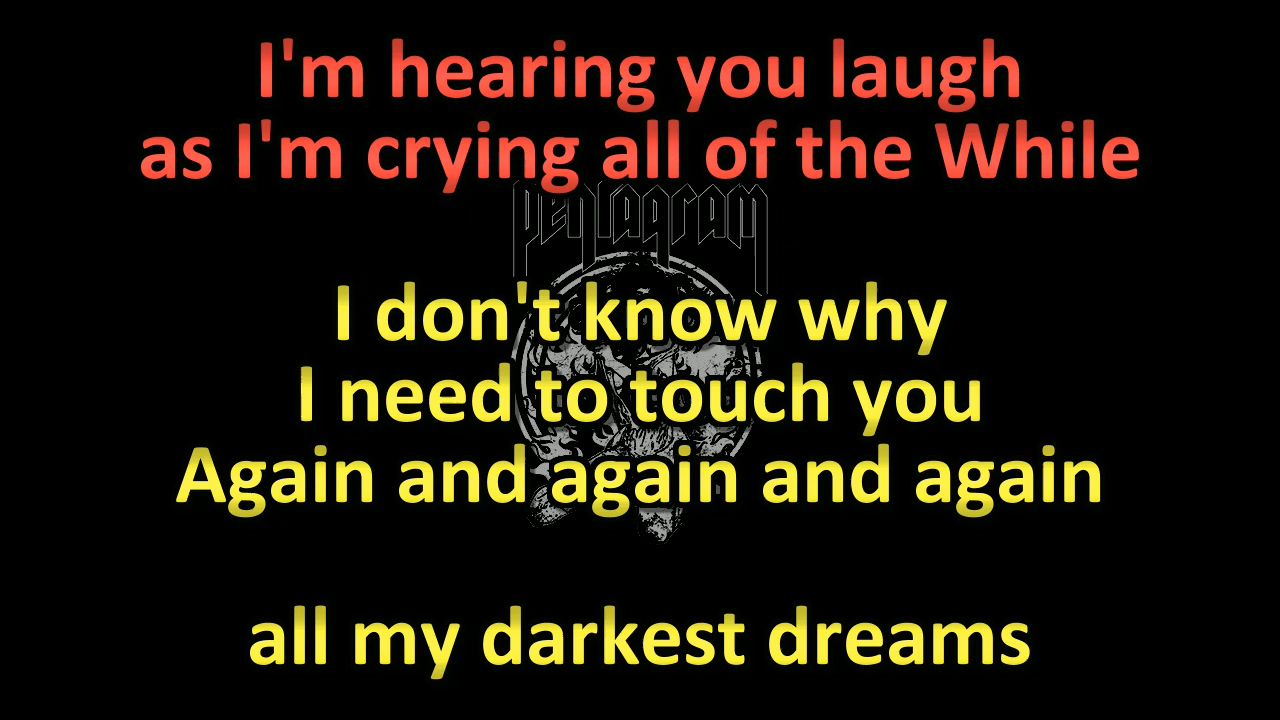 I'm hearing you laugh
as I'm crying all of the While
pentagram
I don't know why
I need to touch you
Again and again and again
all my darkest dreams